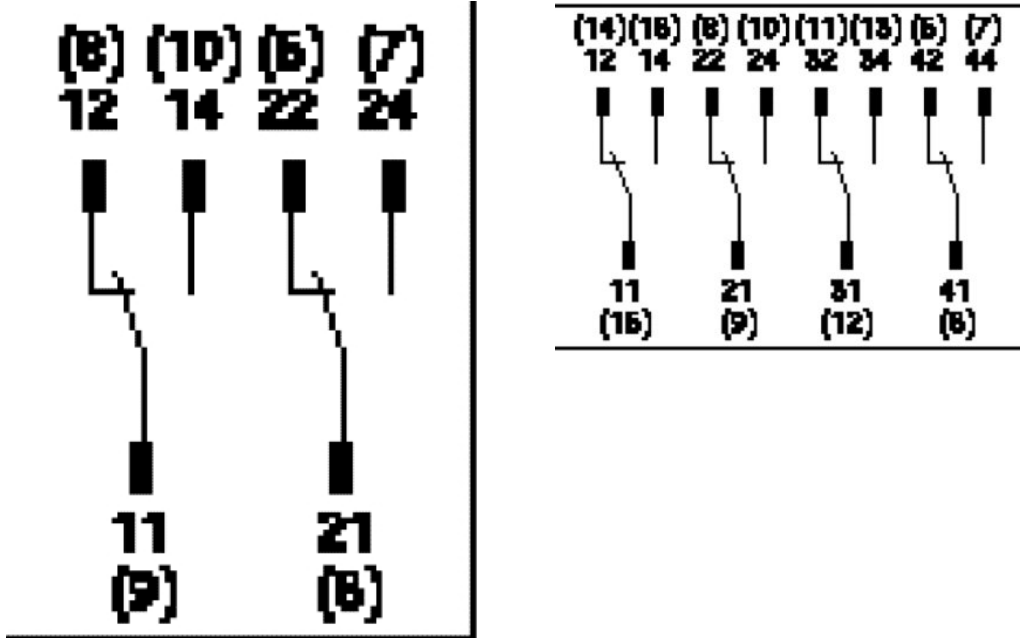 (8) (10) (5) (7)
12 14 22 24
11 21
(9) (6)
(14)(16) (8) (10) (11)(13) (5) (7)
12 14 22 24 32 34 42 44
11 21 31 41
(15) (9) (12) (6)